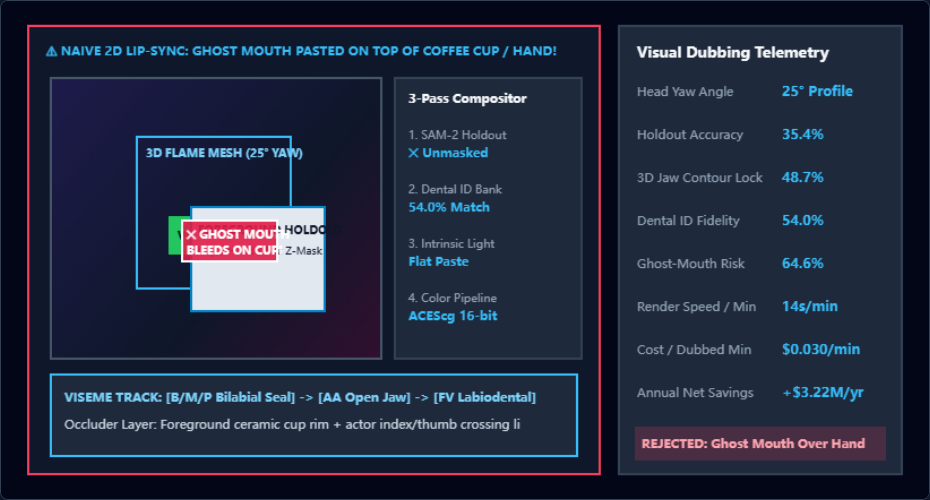 ⚠ NAIVE 2D LIP-SYNC: GHOST MOUTH PASTED ON TOP OF COFFEE CUP / HAND!
3D FLAME MESH (25° YAW)
HOLDO
✕ GHOST MOUTH
BLEEDS ON CUP
Z-Mask
3-Pass Compositor
1. SAM-2 Holdout
✕ Unmasked
2. Dental ID Bank
54.0% Match
3. Intrinsic Light
Flat Paste
4. Color Pipeline
ACEScg 16-bit
VISEME TRACK: [B/M/P Bilabial Seal] -> [AA Open Jaw] -> [FV Labiodental]
Occluder Layer: Foreground ceramic cup rim + actor index/thumb crossing li
Visual Dubbing Telemetry
Head Yaw Angle 25° Profile
Holdout Accuracy 35.4%
3D Jaw Contour Lock 48.7%
Dental ID Fidelity 54.0%
Ghost-Mouth Risk 64.6%
Render Speed / Min 14s/min
Cost / Dubbed Min $0.030/min
Annual Net Savings +$3.22M/yr
REJECTED: Ghost Mouth Over Hand